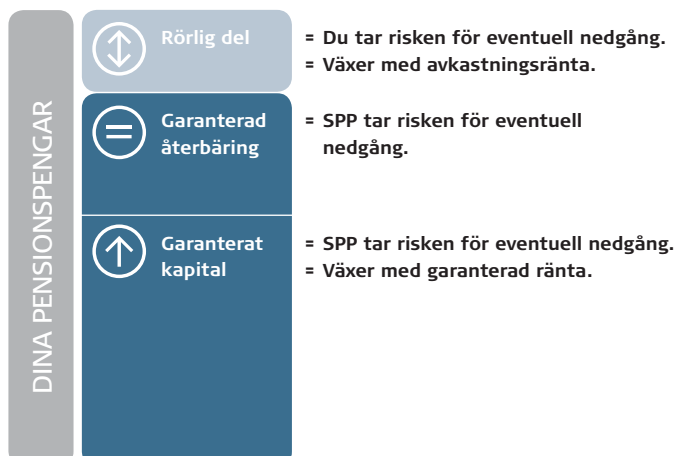 DINA PENSIONSPENGAR
Rörlig del
= Du tar risken för eventuell nedgång.
= Växer med avkastningsränta.
Garanterad
återbäring
= SPP tar risken för eventuell
nedgång.
Garanterat
kapital
= SPP tar risken för eventuell nedgång.
= Växer med garanterad ränta.